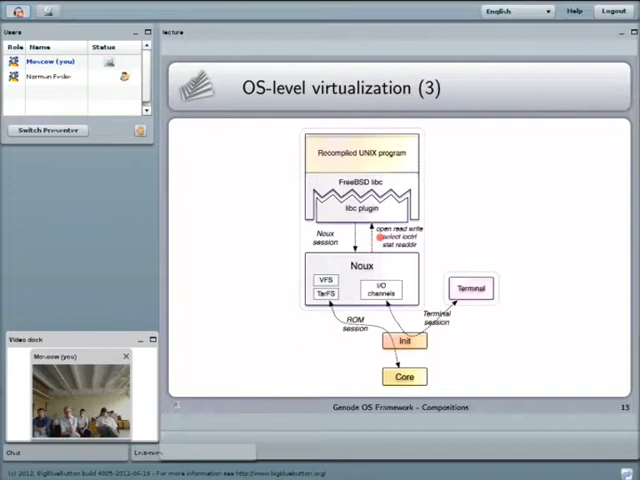 English
Help
Logout
Users
Role Name Status
Moscow (you)
Norman Feske
Switch Presenter
lecture
OS-level virtualization (3)
Recompiled UNIX program
FreeBSD libc
libc plugin
Noux
session
open read write
select ioctl
stat readdir
Noux
VFS
TarFS
I/O
channels
Terminal
ROM
session
Terminal
session
Init
Core
Genode OS Framework - Compositions 13
Video dock
Moscow (you)
Chat
Listeners
(c) 2012, BigBlueButton build 4005-2012-06-19 - For more information see http://www.bigbluebutton.org/